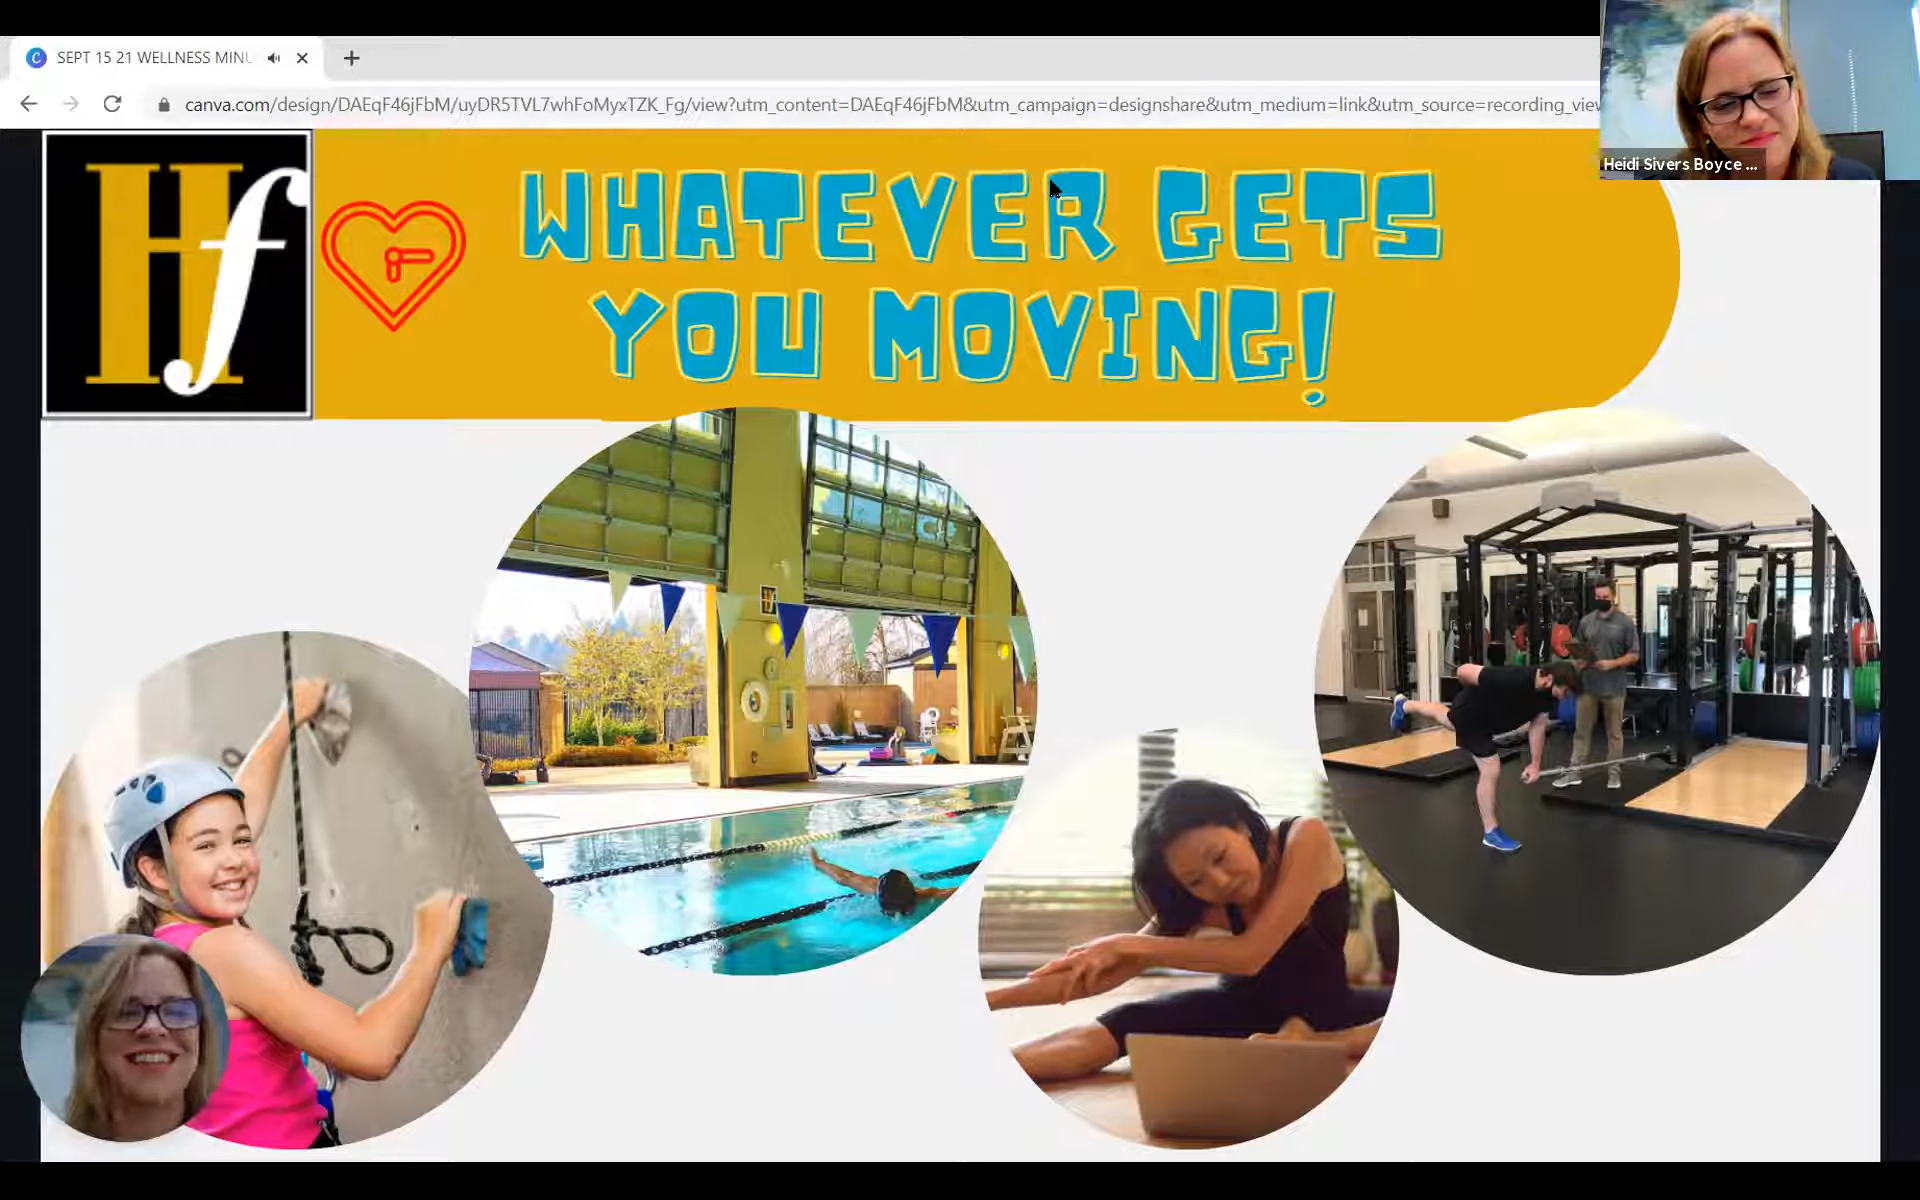 SEPT 15 21 WELLNESS MINU
canva.com/design/DAEqF46jFbM/uyDR5TVL7whFoMyxTZK_Fg/view?utm_content=DAEqF46jFbM&utm_campaign=designshare&utm_medium=link&utm_source=recording_view
Heidi Sivers Boyce ...
Hf
WHATEVER GETS
YOU MOVING!